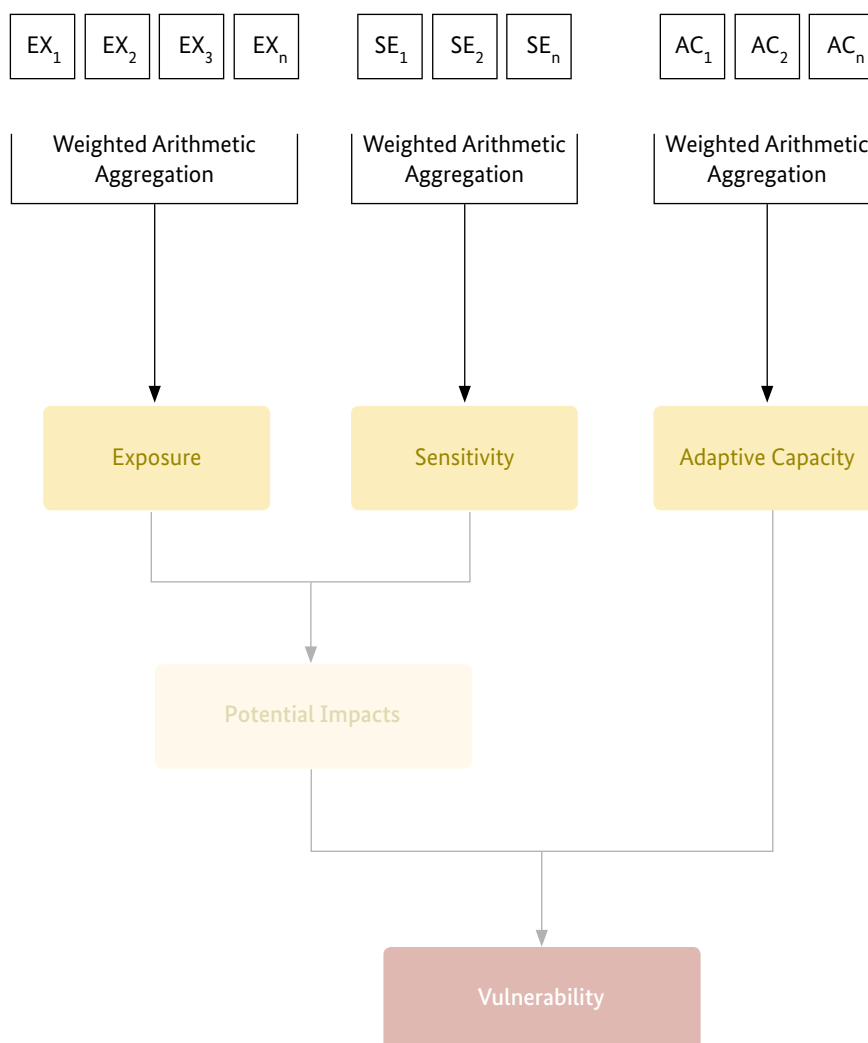 EX₁ EX₂ EX₃ EXₙ SE₁ SE₂ SEₙ AC₁ AC₂ ACₙ
Weighted Arithmetic Weighted Arithmetic Weighted Arithmetic
Aggregation Aggregation Aggregation
Exposure Sensitivity Adaptive Capacity
Potential Impacts
Vulnerability